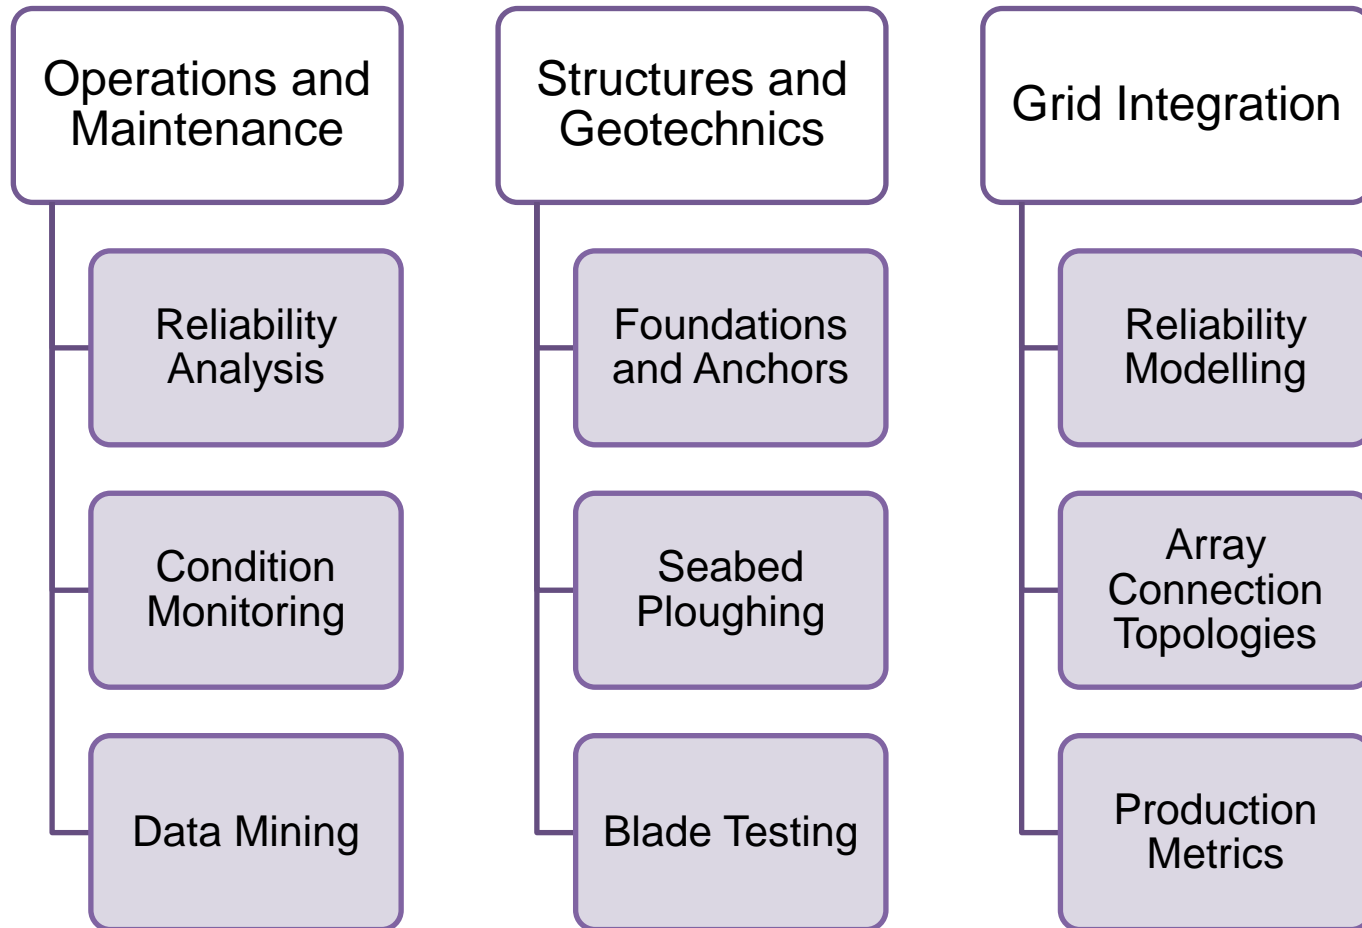 Operations and
Maintenance
Reliability
Analysis
Condition
Monitoring
Data Mining
Structures and
Geotechnics
Foundations
and Anchors
Seabed
Ploughing
Blade Testing
Grid Integration
Reliability
Modelling
Array
Connection
Topologies
Production
Metrics